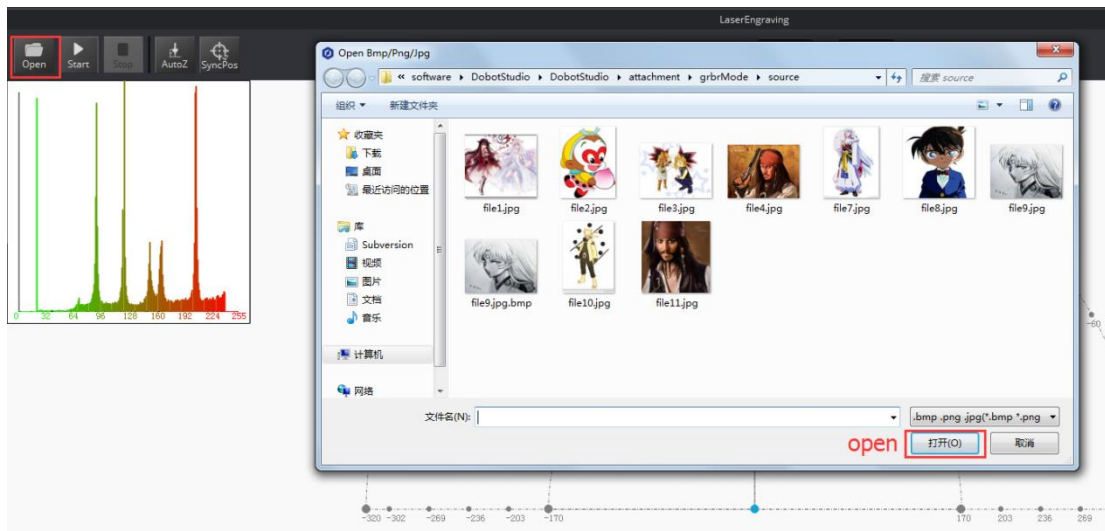 LaserEngraving
Open
Start
Stop
AutoZ
SyncPos
0 32 64 96 128 160 192 224 255
Open Bmp/Png/Jpg
« software ▸ DobotStudio ▸ DobotStudio ▸ attachment ▸ grbrMode ▸ source
搜索 source
组织 新建文件夹
收藏夹
下载
桌面
最近访问的位置
库
Subversion
视频
图片
文档
音乐
计算机
网络
file1.jpg
file2.jpg
file3.jpg
file4.jpg
file7.jpg
file8.jpg
file9.jpg
file9.jpg.bmp
file10.jpg
file11.jpg
文件名(N):
.bmp .png .jpg(*.bmp *.png
open
打开(O)
取消
-60
-320 -302 -269 -236 -203 -170 170 203 236 269